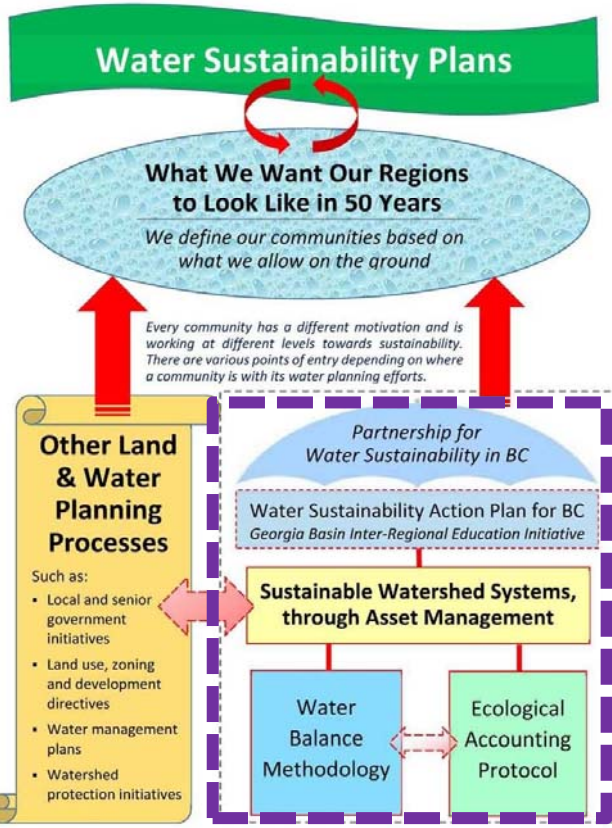 Water Sustainability Plans
What We Want Our Regions
to Look Like in 50 Years
We define our communities based on
what we allow on the ground
Every community has a different motivation and is
working at different levels towards sustainability.
There are various points of entry depending on where
a community is with its water planning efforts.
Other Land
& Water
Planning
Processes
Such as:
▪ Local and senior
government
initiatives
▪ Land use, zoning
and development
directives
▪ Water management
plans
▪ Watershed
protection initiatives
Partnership for
Water Sustainability in BC
Water Sustainability Action Plan for BC
Georgia Basin Inter-Regional Education Initiative
Sustainable Watershed Systems,
through Asset Management
Water
Balance
Methodology
Ecological
Accounting
Protocol